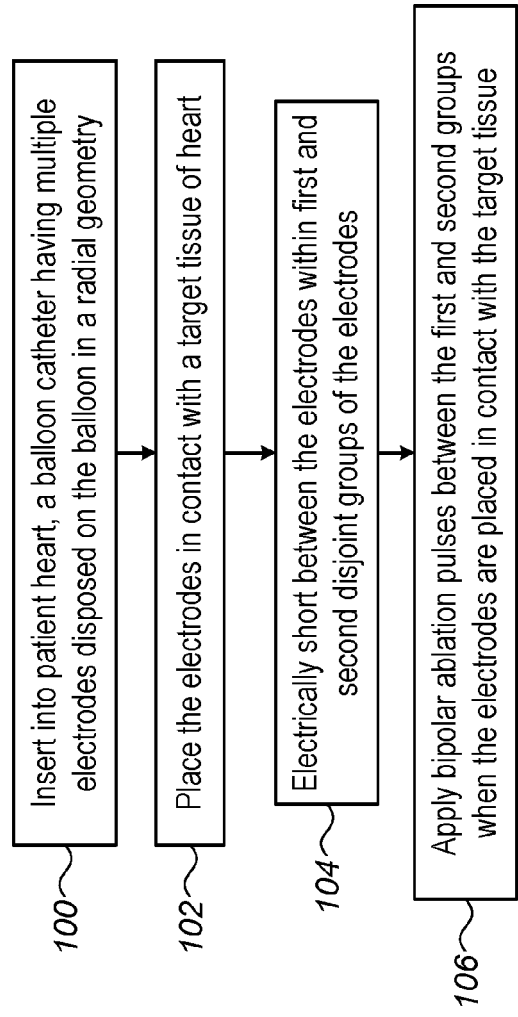 Insert into patient heart, a balloon catheter having multiple
electrodes disposed on the balloon in a radial geometry
100
Place the electrodes in contact with a target tissue of heart
102
Electrically short between the electrodes within first and
second disjoint groups of the electrodes
104
Apply bipolar ablation pulses between the first and second groups
when the electrodes are placed in contact with the target tissue
106